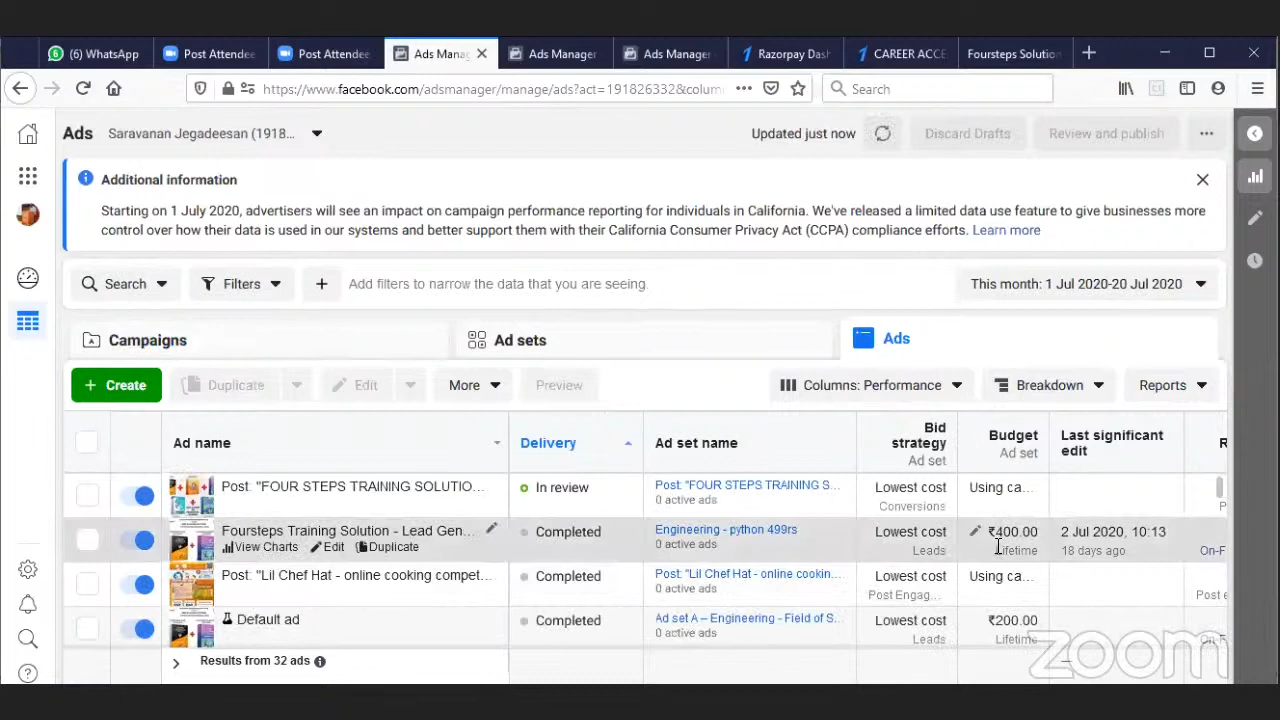 (6) WhatsApp
Post Attendee
Post Attendee
Ads Manag
Ads Manager
Ads Manager
Razorpay Das
CAREER ACCE
Foursteps Solution
https://www.facebook.com/adsmanager/manage/ads?act=191826332&colum
Search
Ads
Saravanan Jegadeesan (1918...
Updated just now
Discard Drafts
Review and publish
Additional information
Starting on 1 July 2020, advertisers will see an impact on campaign performance reporting for individuals in California. We've released a limited data use feature to give businesses more
control over how their data is used in our systems and better support them with their California Consumer Privacy Act (CCPA) compliance efforts. Learn more
Search
Filters
Add filters to narrow the data that you are seeing.
This month: 1 Jul 2020-20 Jul 2020
Campaigns
Ad sets
Ads
+ Create
Duplicate
Edit
More
Preview
Columns: Performance
Breakdown
Reports
Ad name
Delivery
Ad set name
Bid
strategy
Ad set
Budget
Ad set
Last significant
edit
R
Post: "FOUR STEPS TRAINING SOLUTIO...
In review
Post: "FOUR STEPS TRAINING S...
0 active ads
Lowest cost
Conversions
Using ca...
Foursteps Training Solution - Lead Gen...
View Charts
Edit
Duplicate
Completed
Engineering - python 499rs
0 active ads
Lowest cost
Leads
₹400.00
Lifetime
2 Jul 2020, 10:13
18 days ago
On-F
Post: "Lil Chef Hat - online cooking compet...
Completed
Post: "Lil Chef Hat - online cookin...
0 active ads
Lowest cost
Post Engag...
Using ca...
Post e
Default ad
Completed
Ad set A – Engineering - Field of S...
0 active ads
Lowest cost
Leads
₹200.00
Lifetime
On-F
Results from 32 ads
zoom